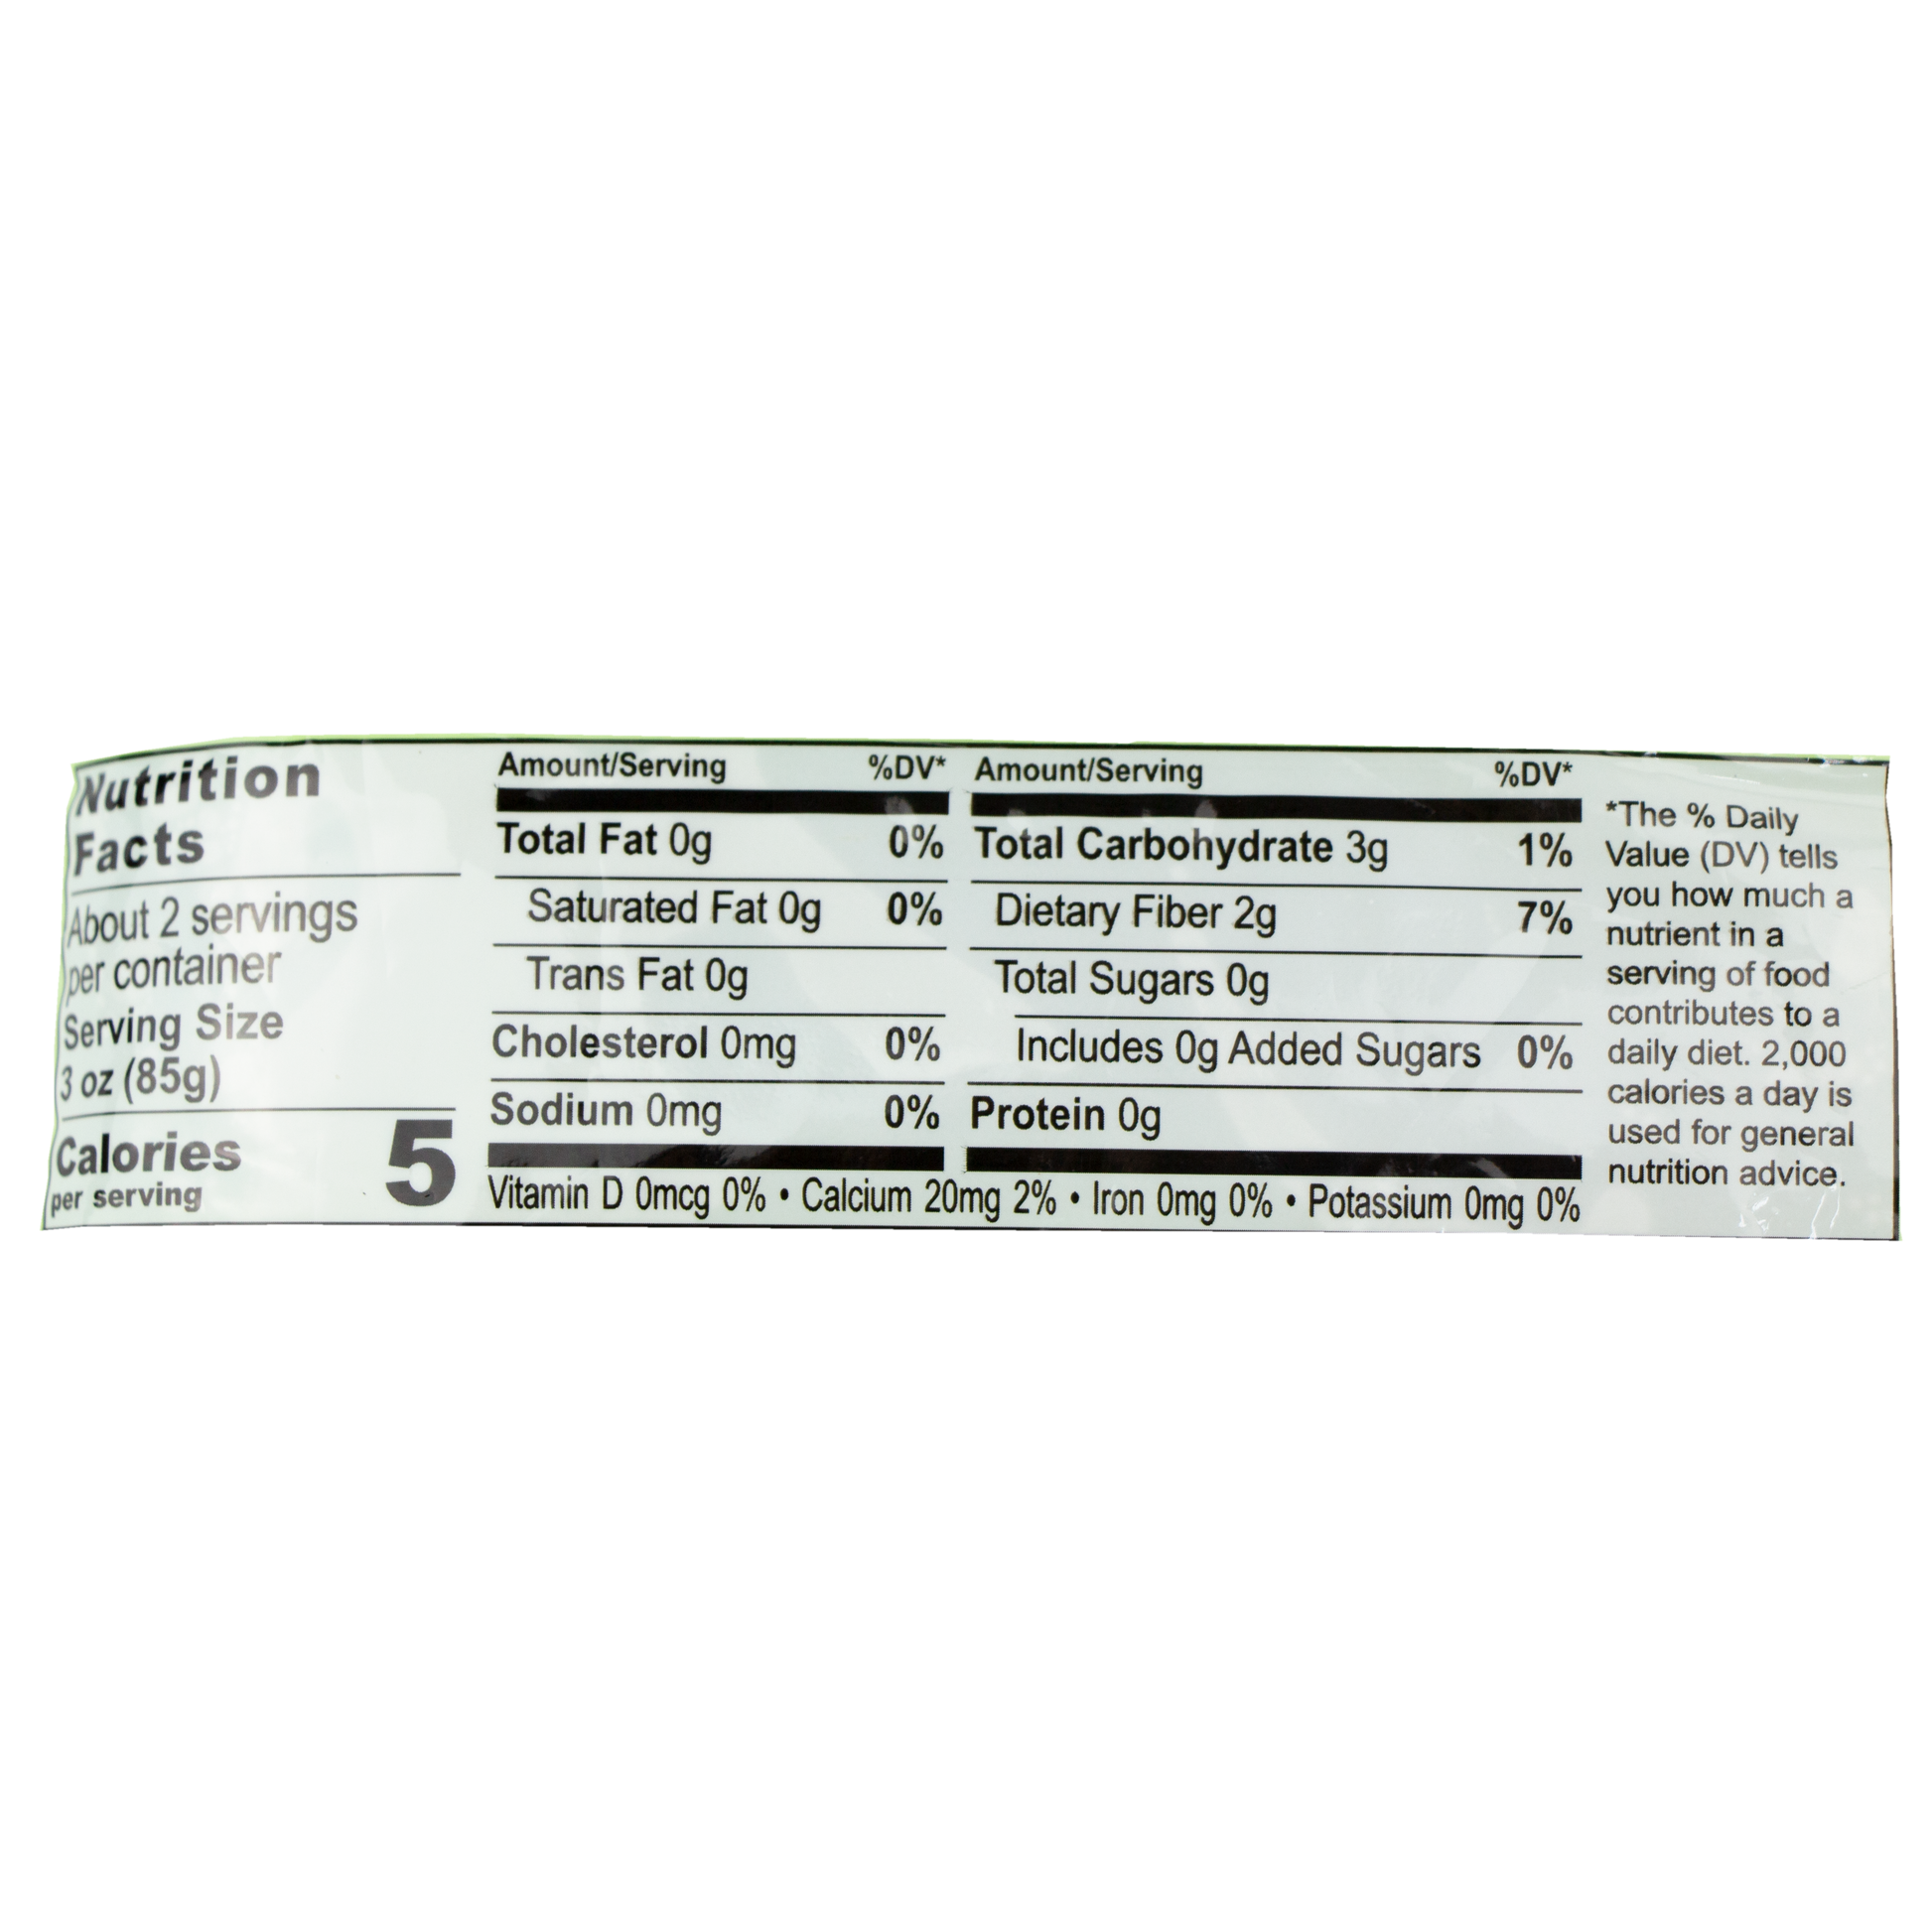 Nutrition
Facts
About 2 servings
per container
Serving Size
3 oz (85g)
Calories 5
per serving
Amount/Serving %DV*
Total Fat 0g 0%
Saturated Fat 0g 0%
Trans Fat 0g
Cholesterol 0mg 0%
Sodium 0mg 0%
Amount/Serving %DV*
Total Carbohydrate 3g 1%
Dietary Fiber 2g 7%
Total Sugars 0g
Includes 0g Added Sugars 0%
Protein 0g
Vitamin D 0mcg 0% • Calcium 20mg 2% • Iron 0mg 0% • Potassium 0mg 0%
*The % Daily
Value (DV) tells
you how much a
nutrient in a
serving of food
contributes to a
daily diet. 2,000
calories a day is
used for general
nutrition advice.